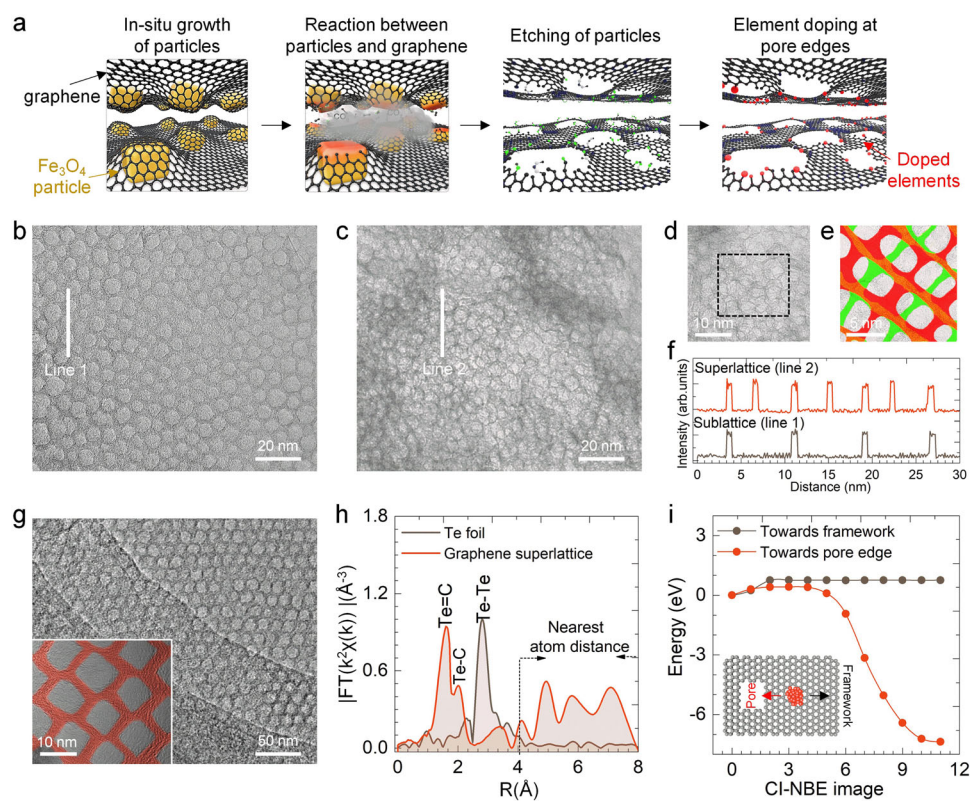 a
In-situ growth
of particles
Reaction between
particles and graphene
Etching of particles
Element doping at
pore edges
graphene
Fe₃O₄
particle
Doped
elements
b
Line 1
20 nm
c
Line 2
20 nm
d
10 nm
e
5 nm
f
Intensity (arb.units)
Superlattice (line 2)
Sublattice (line 1)
0 5 10 15 20 25 30
Distance (nm)
g
10 nm
50 nm
h
|FT(k²χ(k)) |(Å⁻³)
1.8
1.2
0.6
0.0
Te foil
Graphene superlattice
Te=C
Te-C
Te-Te
Nearest
atom distance
0 2 4 6 8
R(Å)
i
Energy (eV)
0
-3
-6
Towards framework
Towards pore edge
Pore
Framework
0 3 6 9 12
CI-NBE image